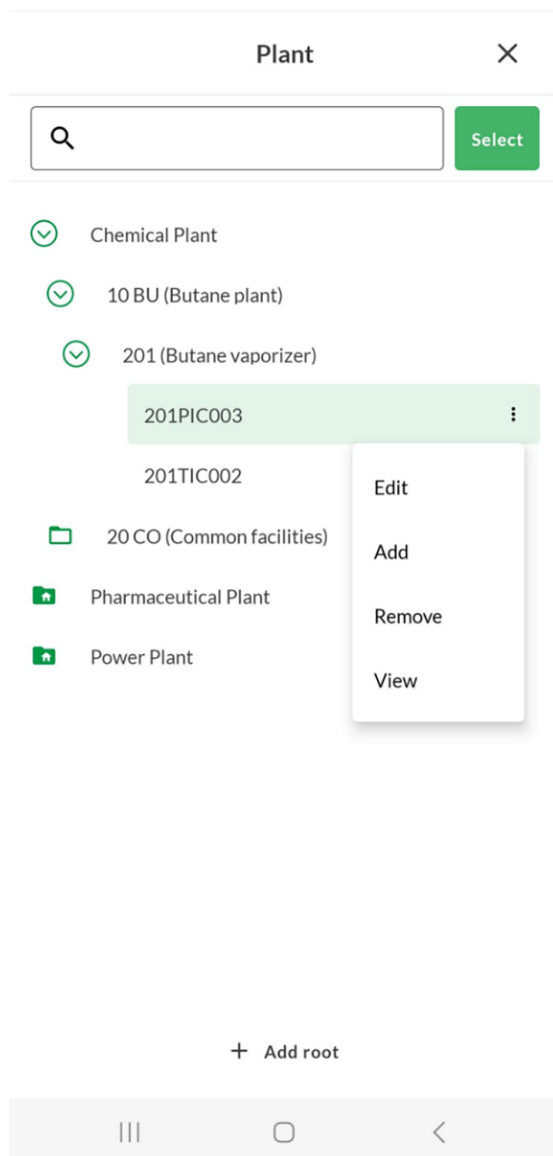 Plant
Select
Chemical Plant
10 BU (Butane plant)
201 (Butane vaporizer)
201PIC003
201TIC002
Edit
20 CO (Common facilities)
Add
Pharmaceutical Plant
Remove
Power Plant
View
+ Add root